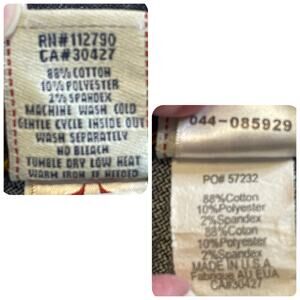 RN#112790
CA#30427
88%COTTON
10%POLYESTER
2%SPANDEX
MACHINE WASH COLD
GENTLE CYCLE INSIDE OUT
WASH SEPARATELY
NO BLEACH
TUMBLE DRY LOW HEAT
WARM IRON IF NEEDED
044-085929
PO# 57232
88%Cotton
10%Polyester
2%Spandex
88%Coton
10%Polyester
2%Spandex
MADE IN U.S.A
Fabrique AU EUA
CA#30427